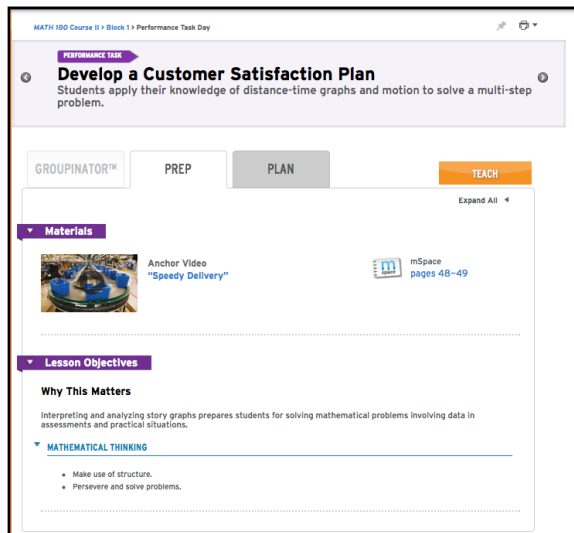 MATH 180 Course II > Block 1 > Performance Task Day
PERFORMANCE TASK
Develop a Customer Satisfaction Plan
Students apply their knowledge of distance-time graphs and motion to solve a multi-step
problem.
GROUPINATOR™
PREP
PLAN
TEACH
Expand All
Materials
Anchor Video
"Speedy Delivery"
m
space
mSpace
pages 48–49
Lesson Objectives
Why This Matters
Interpreting and analyzing story graphs prepares students for solving mathematical problems involving data in
assessments and practical situations.
MATHEMATICAL THINKING
• Make use of structure.
• Persevere and solve problems.